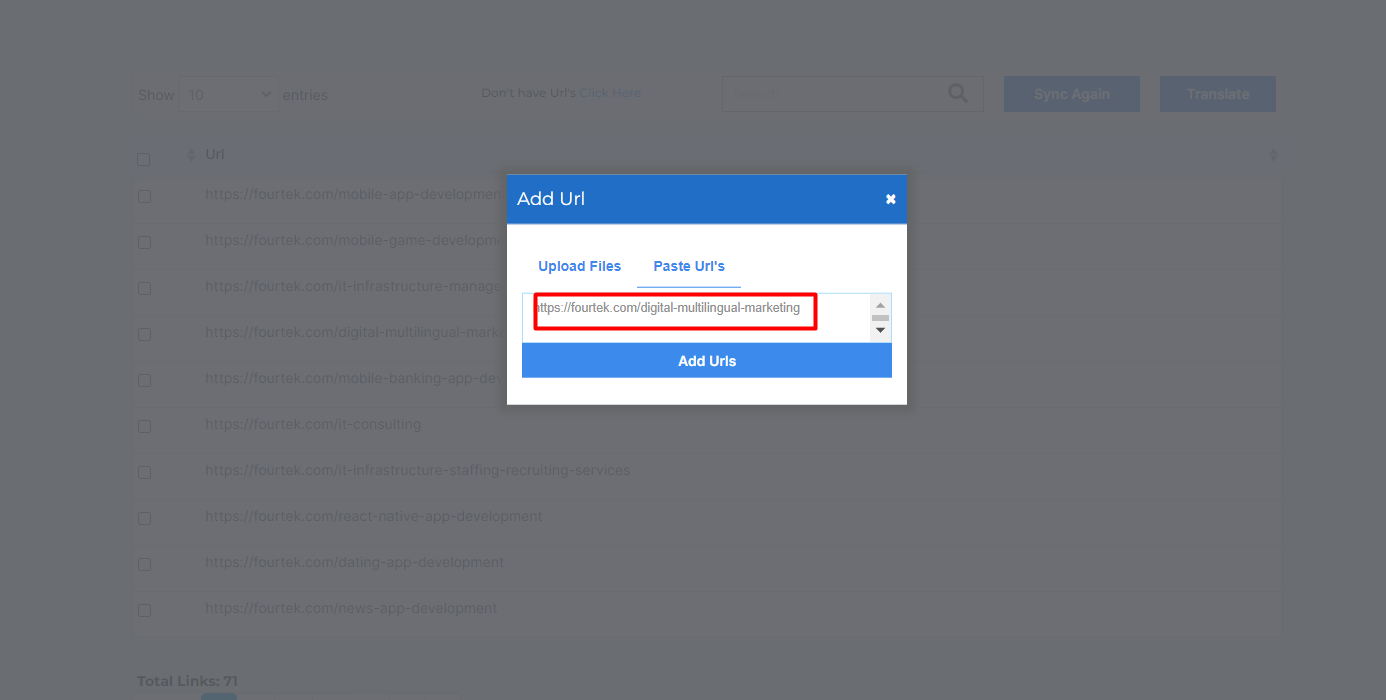 Show 10 entries
Don't have Url's Click Here
Sync Again
Translate
Url
https://fourtek.com/mobile-app-developmen
https://fourtek.com/mobile-game-developm
https://fourtek.com/it-infrastructure-manage
https://fourtek.com/digital-multilingual-mark
https://fourtek.com/mobile-banking-app-dev
https://fourtek.com/it-consulting
https://fourtek.com/it-infrastructure-staffing-recruiting-services
https://fourtek.com/react-native-app-development
https://fourtek.com/dating-app-development
https://fourtek.com/news-app-development
Total Links: 71
Add Url
Upload Files Paste Url's
https://fourtek.com/digital-multilingual-marketing
Add Urls